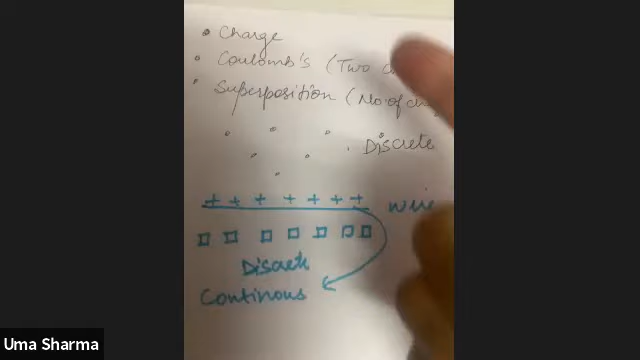 • Charge
• Coulomb's (Two
• Superposition (No. of
Discrete
+ + + + + + +
Discrete
Continous
Uma Sharma